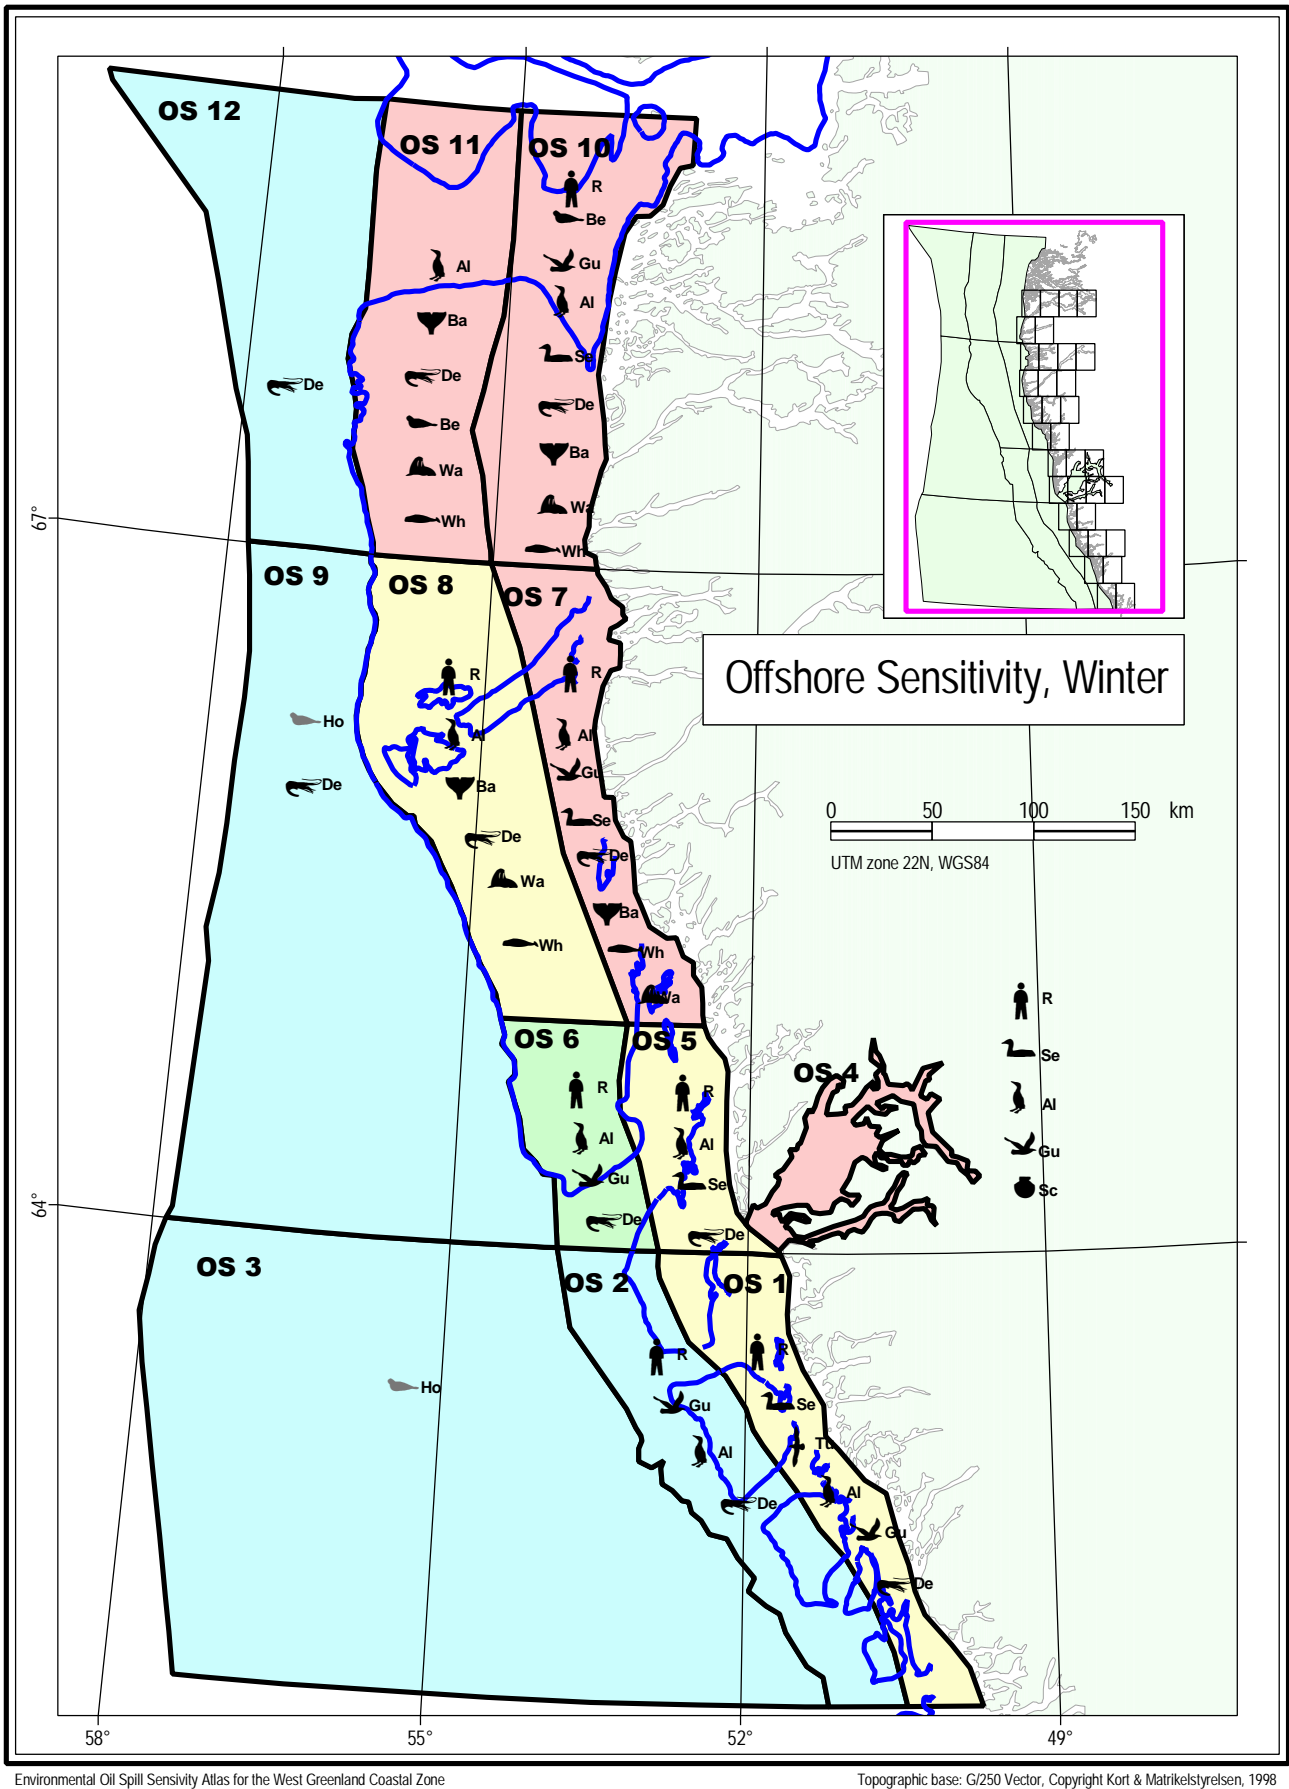 OS 12
OS 11
OS 10
R
Be
Al
Gu
Al
Ba
Se
De
De
De
Be
Ba
Wa
Wa
Wh
Wh
67°
OS 9
OS 8
OS 7
Offshore Sensitivity, Winter
R
R
Ho
Al
Al
Gu
De
Ba
0 50 100 150 km
Se
De
De
UTM zone 22N, WGS84
Wa
Ba
Wh
Wh
Wa
R
OS 6
OS 5
Se
OS 4
R
R
Al
Al
Al
Gu
Gu
Se
Sc
64°
De
De
OS 3
OS 2
OS 1
R
R
Ho
Gu
Se
Tu
Al
Al
De
Gu
De
58° 55° 52° 49°
Environmental Oil Spill Sensivity Atlas for the West Greenland Coastal Zone
Topographic base: G/250 Vector, Copyright Kort & Matrikelstyrelsen, 1998